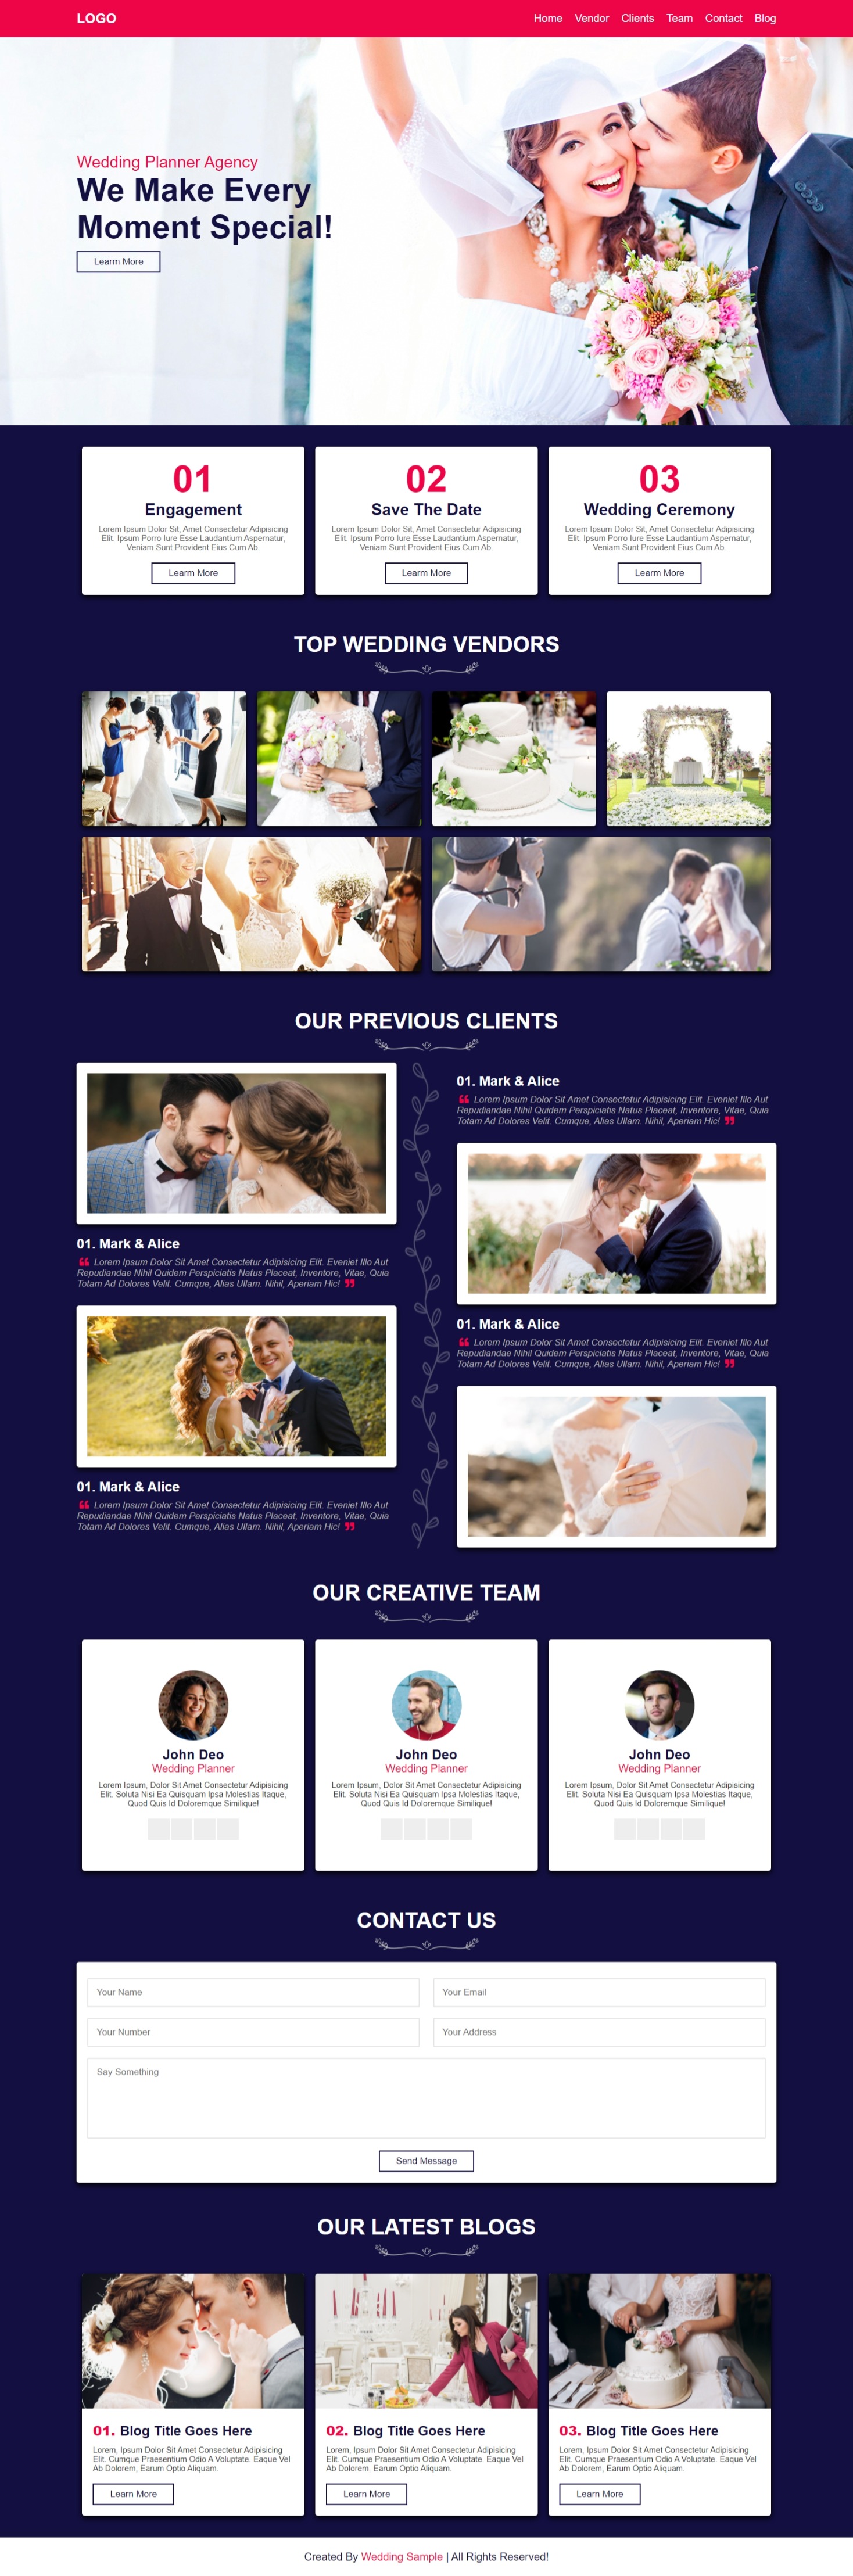 LOGO
Home Vendor Clients Team Contact Blog
Wedding Planner Agency
We Make Every
Moment Special!
Learm More
01
Engagement
Lorem Ipsum Dolor Sit, Amet Consectetur Adipisicing
Elit. Ipsum Porro Iure Esse Laudantium Aspernatur,
Veniam Sunt Provident Eius Cum Ab.
Learm More
02
Save The Date
Lorem Ipsum Dolor Sit, Amet Consectetur Adipisicing
Elit. Ipsum Porro Iure Esse Laudantium Aspernatur,
Veniam Sunt Provident Eius Cum Ab.
Learm More
03
Wedding Ceremony
Lorem Ipsum Dolor Sit, Amet Consectetur Adipisicing
Elit. Ipsum Porro Iure Esse Laudantium Aspernatur,
Veniam Sunt Provident Eius Cum Ab.
Learm More
TOP WEDDING VENDORS
OUR PREVIOUS CLIENTS
01. Mark & Alice
❝ Lorem Ipsum Dolor Sit Amet Consectetur Adipisicing Elit. Eveniet Illo Aut
Repudiandae Nihil Quidem Perspiciatis Natus Placeat, Inventore, Vitae, Quia
Totam Ad Dolores Velit. Cumque, Alias Ullam. Nihil, Aperiam Hic! ❞
01. Mark & Alice
❝ Lorem Ipsum Dolor Sit Amet Consectetur Adipisicing Elit. Eveniet Illo Aut
Repudiandae Nihil Quidem Perspiciatis Natus Placeat, Inventore, Vitae, Quia
Totam Ad Dolores Velit. Cumque, Alias Ullam. Nihil, Aperiam Hic! ❞
01. Mark & Alice
❝ Lorem Ipsum Dolor Sit Amet Consectetur Adipisicing Elit. Eveniet Illo Aut
Repudiandae Nihil Quidem Perspiciatis Natus Placeat, Inventore, Vitae, Quia
Totam Ad Dolores Velit. Cumque, Alias Ullam. Nihil, Aperiam Hic! ❞
01. Mark & Alice
❝ Lorem Ipsum Dolor Sit Amet Consectetur Adipisicing Elit. Eveniet Illo Aut
Repudiandae Nihil Quidem Perspiciatis Natus Placeat, Inventore, Vitae, Quia
Totam Ad Dolores Velit. Cumque, Alias Ullam. Nihil, Aperiam Hic! ❞
OUR CREATIVE TEAM
John Deo
Wedding Planner
Lorem Ipsum, Dolor Sit Amet Consectetur Adipisicing
Elit. Soluta Nisi Ea Quisquam Ipsa Molestias Itaque,
Quod Quis Id Doloremque Similique!
John Deo
Wedding Planner
Lorem Ipsum, Dolor Sit Amet Consectetur Adipisicing
Elit. Soluta Nisi Ea Quisquam Ipsa Molestias Itaque,
Quod Quis Id Doloremque Similique!
John Deo
Wedding Planner
Lorem Ipsum, Dolor Sit Amet Consectetur Adipisicing
Elit. Soluta Nisi Ea Quisquam Ipsa Molestias Itaque,
Quod Quis Id Doloremque Similique!
CONTACT US
Your Name
Your Email
Your Number
Your Address
Say Something
Send Message
OUR LATEST BLOGS
01. Blog Title Goes Here
Lorem, Ipsum Dolor Sit Amet Consectetur Adipisicing
Elit. Cumque Praesentium Odio A Voluptate. Eaque Vel
Ab Dolorem, Earum Optio Aliquam.
Learn More
02. Blog Title Goes Here
Lorem, Ipsum Dolor Sit Amet Consectetur Adipisicing
Elit. Cumque Praesentium Odio A Voluptate. Eaque Vel
Ab Dolorem, Earum Optio Aliquam.
Learn More
03. Blog Title Goes Here
Lorem, Ipsum Dolor Sit Amet Consectetur Adipisicing
Elit. Cumque Praesentium Odio A Voluptate. Eaque Vel
Ab Dolorem, Earum Optio Aliquam.
Learn More
Created By Wedding Sample | All Rights Reserved!